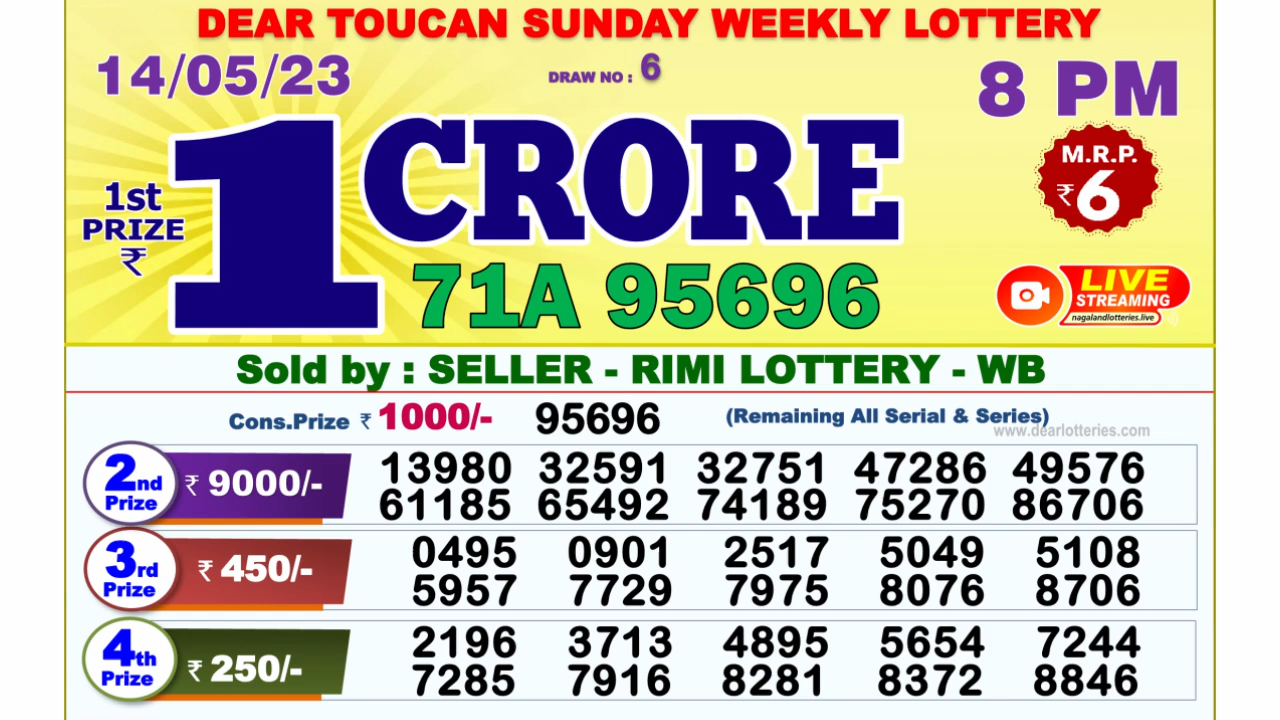 DEAR TOUCAN SUNDAY WEEKLY LOTTERY
14/05/23
DRAW NO : 6
8 PM
1st
PRIZE
₹
1 CRORE
M.R.P.
₹ 6
71A 95696
LIVE
STREAMING
nagalandlotteries.live
Sold by : SELLER - RIMI LOTTERY - WB
Cons.Prize ₹ 1000/- 95696 (Remaining All Serial & Series)
www.dearlotteries.com
2nd
Prize
₹ 9000/-
13980 32591 32751 47286 49576
61185 65492 74189 75270 86706
3rd
Prize
₹ 450/-
0495 0901 2517 5049 5108
5957 7729 7975 8076 8706
4th
Prize
₹ 250/-
2196 3713 4895 5654 7244
7285 7916 8281 8372 8846